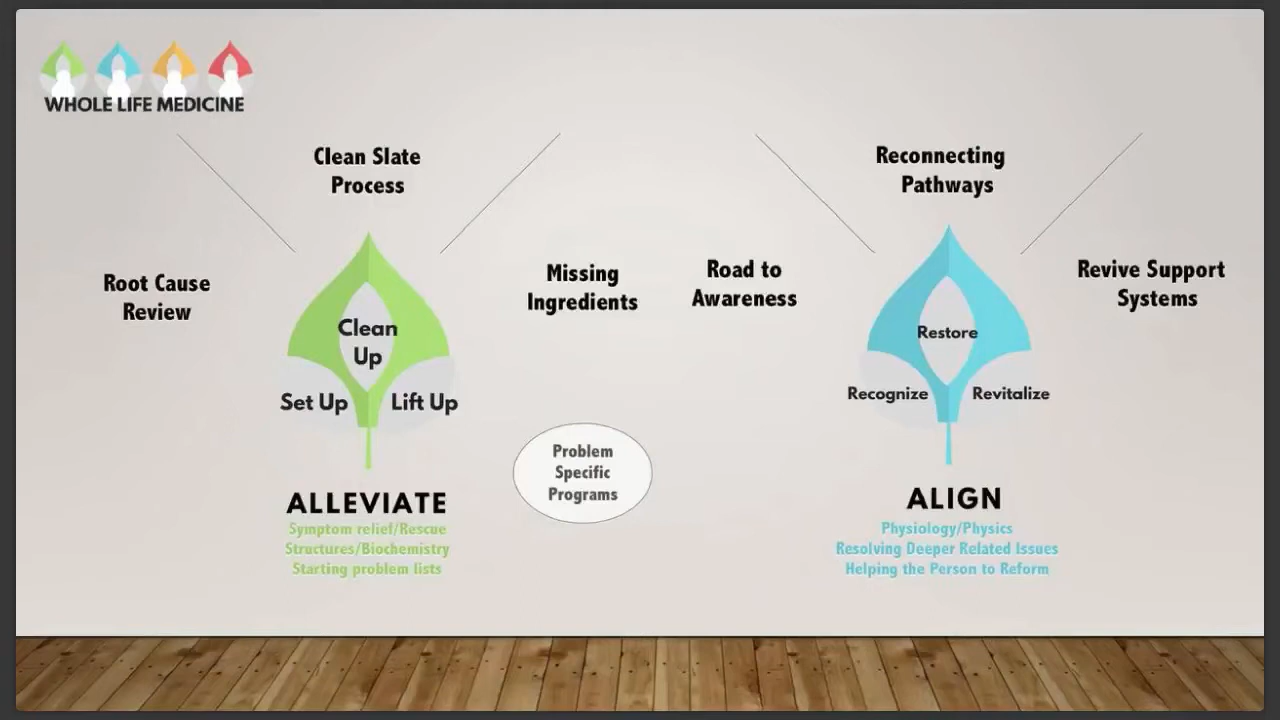 WHOLE LIFE MEDICINE
Clean Slate
Process
Root Cause
Review
Missing
Ingredients
Clean
Up
Set Up
Lift Up
ALLEVIATE
Symptom relief/Rescue
Structures/Biochemistry
Starting problem lists
Problem
Specific
Programs
Reconnecting
Pathways
Road to
Awareness
Revive Support
Systems
Restore
Recognize
Revitalize
ALIGN
Physiology/Physics
Resolving Deeper Related Issues
Helping the Person to Reform